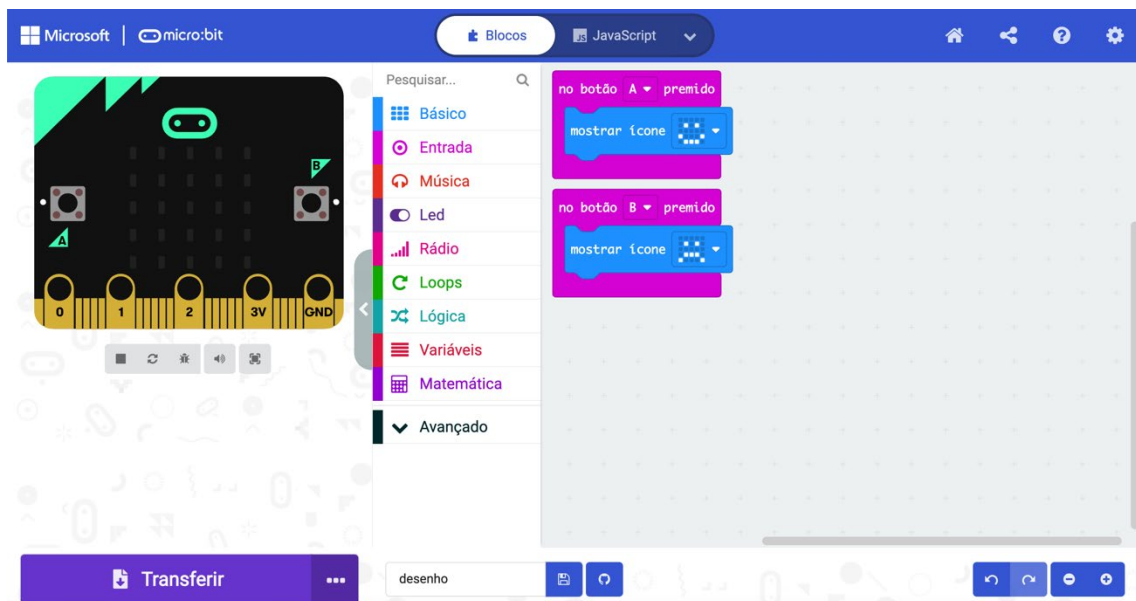 Microsoft | micro:bit
Blocos
JS JavaScript
A
B
0 1 2 3V GND
Transferir
Pesquisar...
Básico
Entrada
Música
Led
Rádio
Loops
Lógica
Variáveis
Matemática
Avançado
no botão A premido
mostrar ícone
no botão B premido
mostrar ícone
desenho